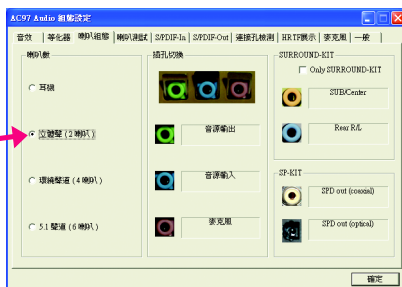 AC97 Audio 組態設定
音效 等化器 喇叭組態 喇叭測試 S/PDIF-In S/PDIF-Out 連接孔檢測 HRTF展示 麥克風 一般
喇叭數
耳機
立體聲 (2 喇叭)
環繞聲道 (4 喇叭)
5.1 聲道 (6 喇叭)
插孔切換
音源輸出
音源輸入
麥克風
SURROUND-KIT
Only SURROUND-KIT
SUB/Center
Rear R/L
SP-KIT
SPD out (coaxial)
SPD out (optical)
確定